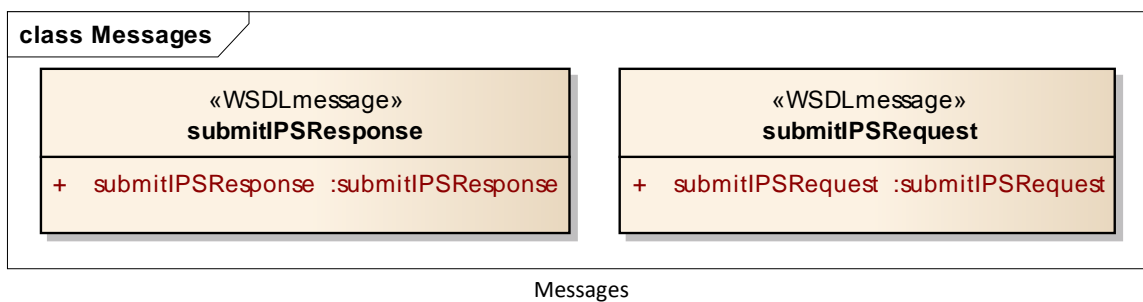 class Messages
«WSDLmessage»
submitIPSResponse
+ submitIPSResponse :submitIPSResponse
«WSDLmessage»
submitIPSRequest
+ submitIPSRequest :submitIPSRequest
Messages